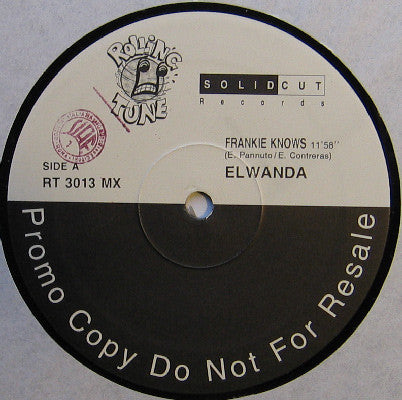 ROLLING
TUNE
SOLID CUT
Records
FRANKIE KNOWS 11'58"
(E. Pannuto / E. Contreras)
ELWANDA
SIDE A
RT 3013 MX
Promo Copy Do Not For Resale